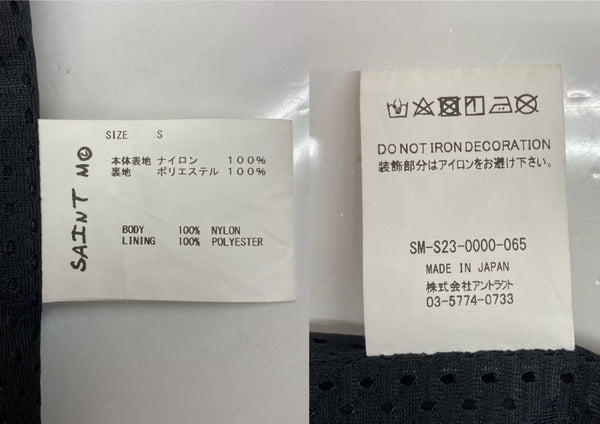 SIZE S
本体表地 ナイロン 100%
裏地 ポリエステル 100%
BODY 100% NYLON
LINING 100% POLYESTER
SAINT M
DO NOT IRON DECORATION
装飾部分はアイロンをお避け下さい。
SM-S23-0000-065
MADE IN JAPAN
株式会社アントラクト
03-5774-0733